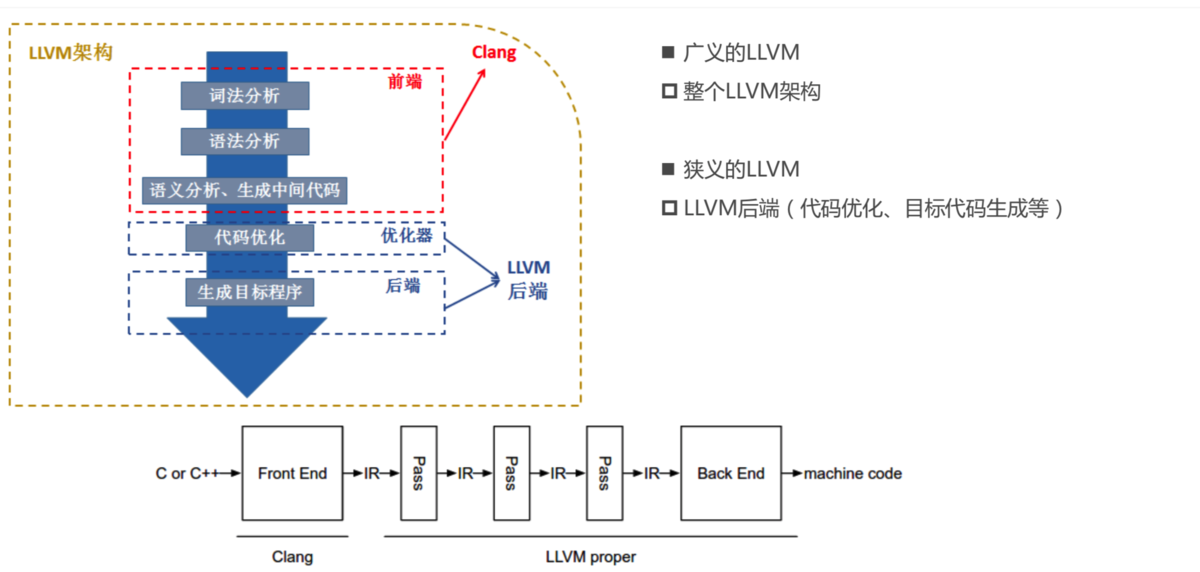 LLVM架构
Clang
前端
词法分析
语法分析
语义分析、生成中间代码
代码优化
优化器
LLVM
后端
后端
生成目标程序
■ 广义的LLVM
整个LLVM架构
■ 狭义的LLVM
LLVM后端（代码优化、目标代码生成等）
C or C++ Front End IR Pass IR Pass IR Pass IR Back End machine code
Clang LLVM proper